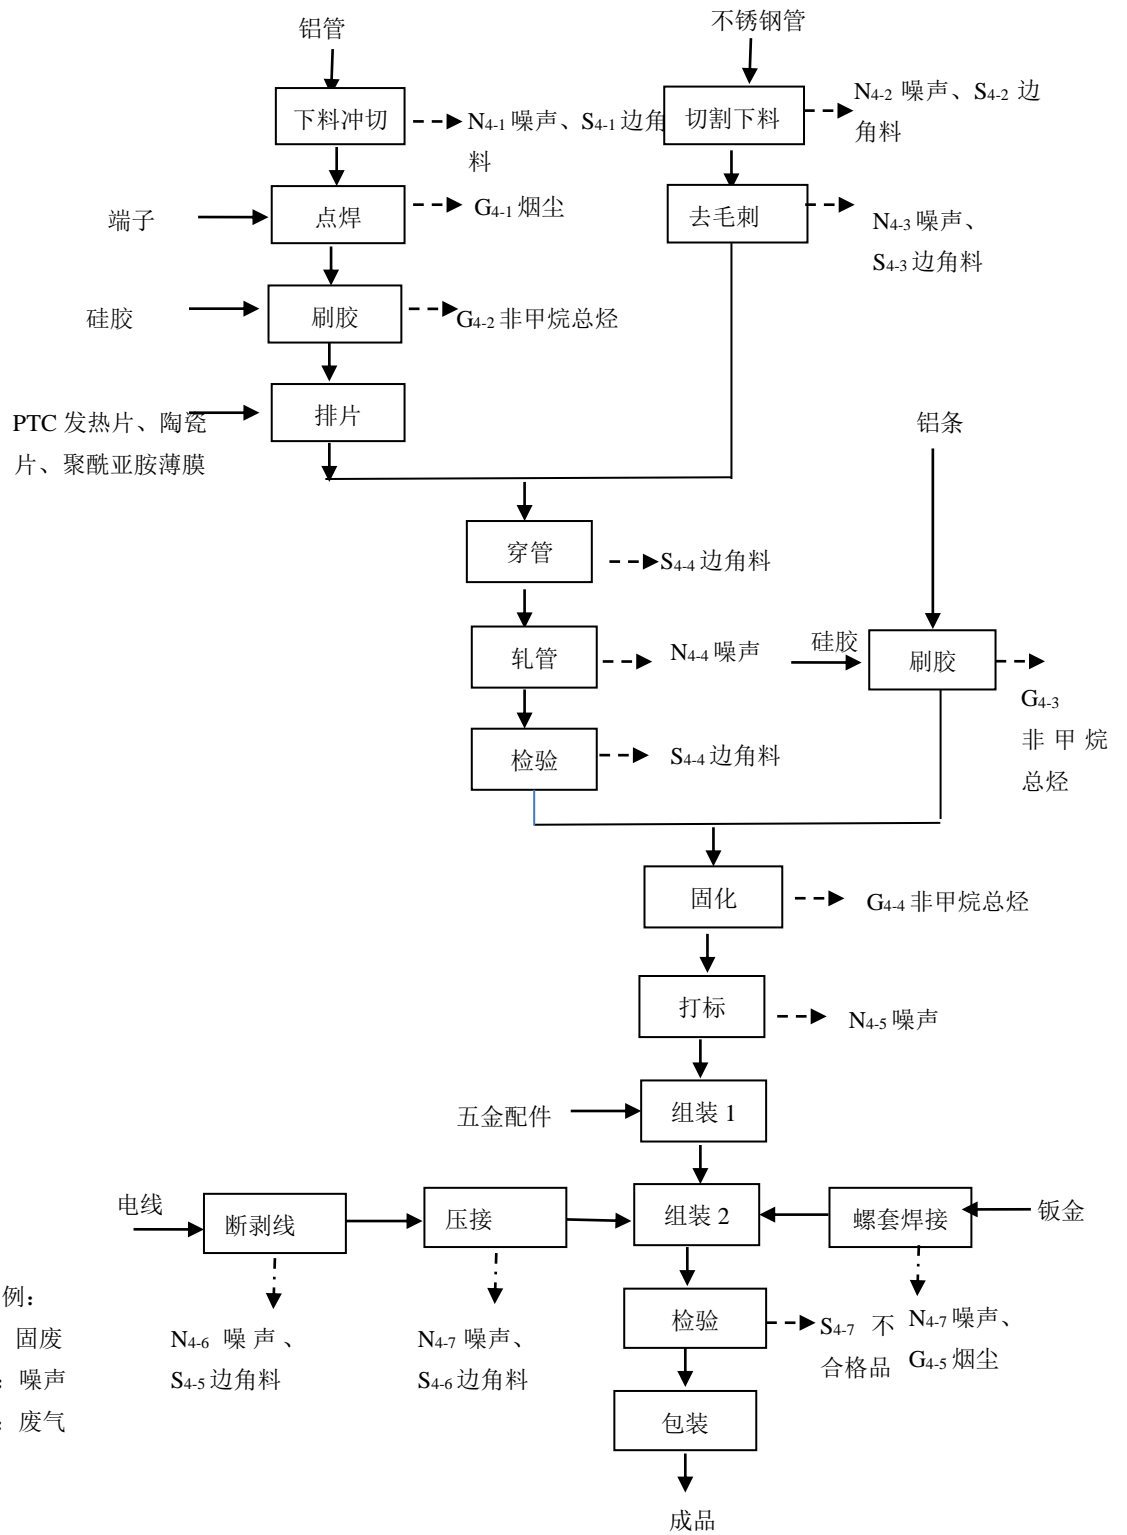 铝管
不锈钢管
下料冲切
N4-1 噪声、S4-1 边角
料
切割下料
N4-2 噪声、S4-2 边
角料
端子
点焊
G4-1 烟尘
去毛刺
N4-3 噪声、
S4-3 边角料
硅胶
刷胶
G4-2 非甲烷总烃
PTC 发热片、陶瓷
片、聚酰亚胺薄膜
排片
铝条
穿管
S4-4 边角料
轧管
N4-4 噪声
硅胶
刷胶
G4-3
非甲烷
总烃
检验
S4-4 边角料
固化
G4-4 非甲烷总烃
打标
N4-5 噪声
五金配件
组装 1
电线
断剥线
压接
组装 2
螺套焊接
钣金
例：
固废
：噪声
：废气
N4-6 噪声、
S4-5 边角料
N4-7 噪声、
S4-6 边角料
检验
S4-7 不
合格品
N4-7 噪声、
G4-5 烟尘
包装
成品